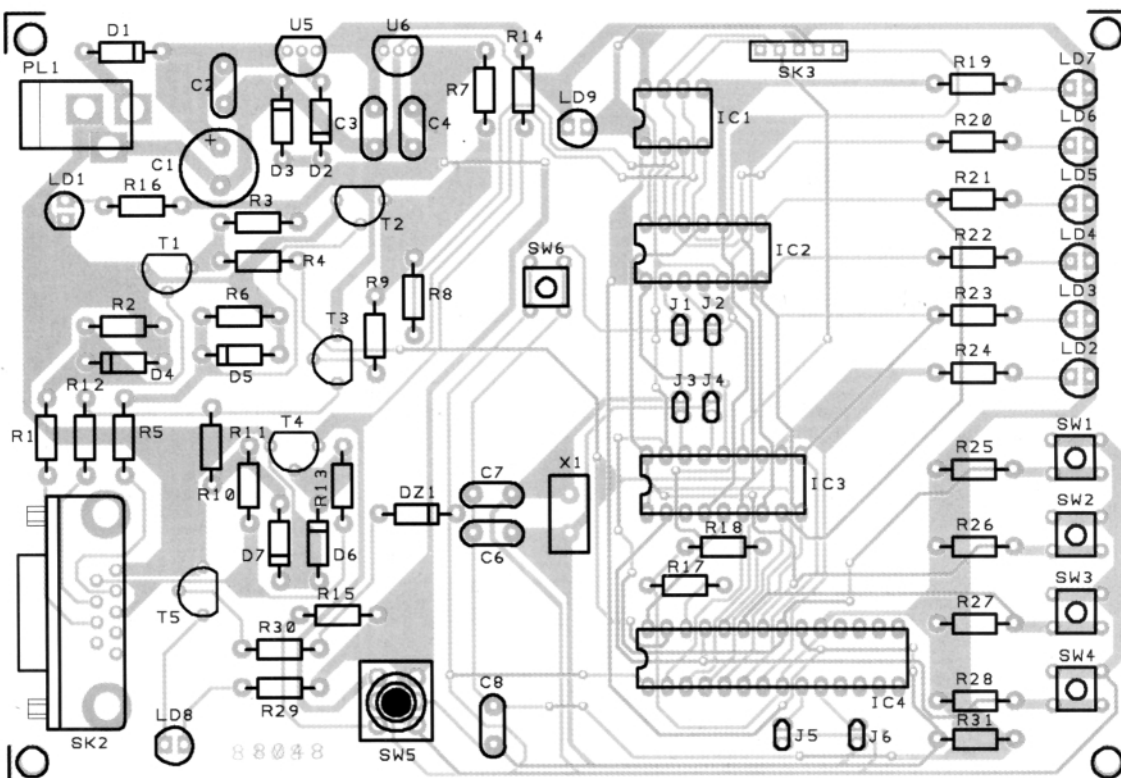 D1
U5
U6
R14
PL1
C2
R7
SK3
R19
LD7
LD9
IC1
C3
C4
R20
LD6
C1
D3
D2
LD1
R16
R3
T2
R21
LD5
T1
R4
SW6
IC2
R22
LD4
R2
R6
T3
R9
R8
J1
J2
R23
LD3
D4
D5
R24
LD2
R12
J3
J4
R1
R5
R11
T4
SW1
R10
R13
DZ1
C7
X1
IC3
R25
SW2
D7
D6
C6
R18
R26
T5
R15
R17
SW3
R27
R30
SW4
R29
C8
IC4
R28
LD8
R31
SK2
88048
SW5
J5
J6